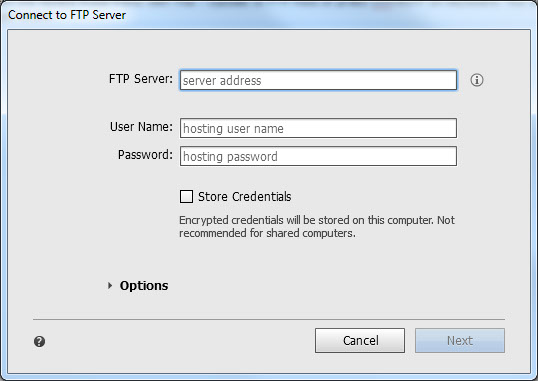 Connect to FTP Server
FTP Server: server address
User Name: hosting user name
Password: hosting password
Store Credentials
Encrypted credentials will be stored on this computer. Not
recommended for shared computers.
Options
Cancel Next